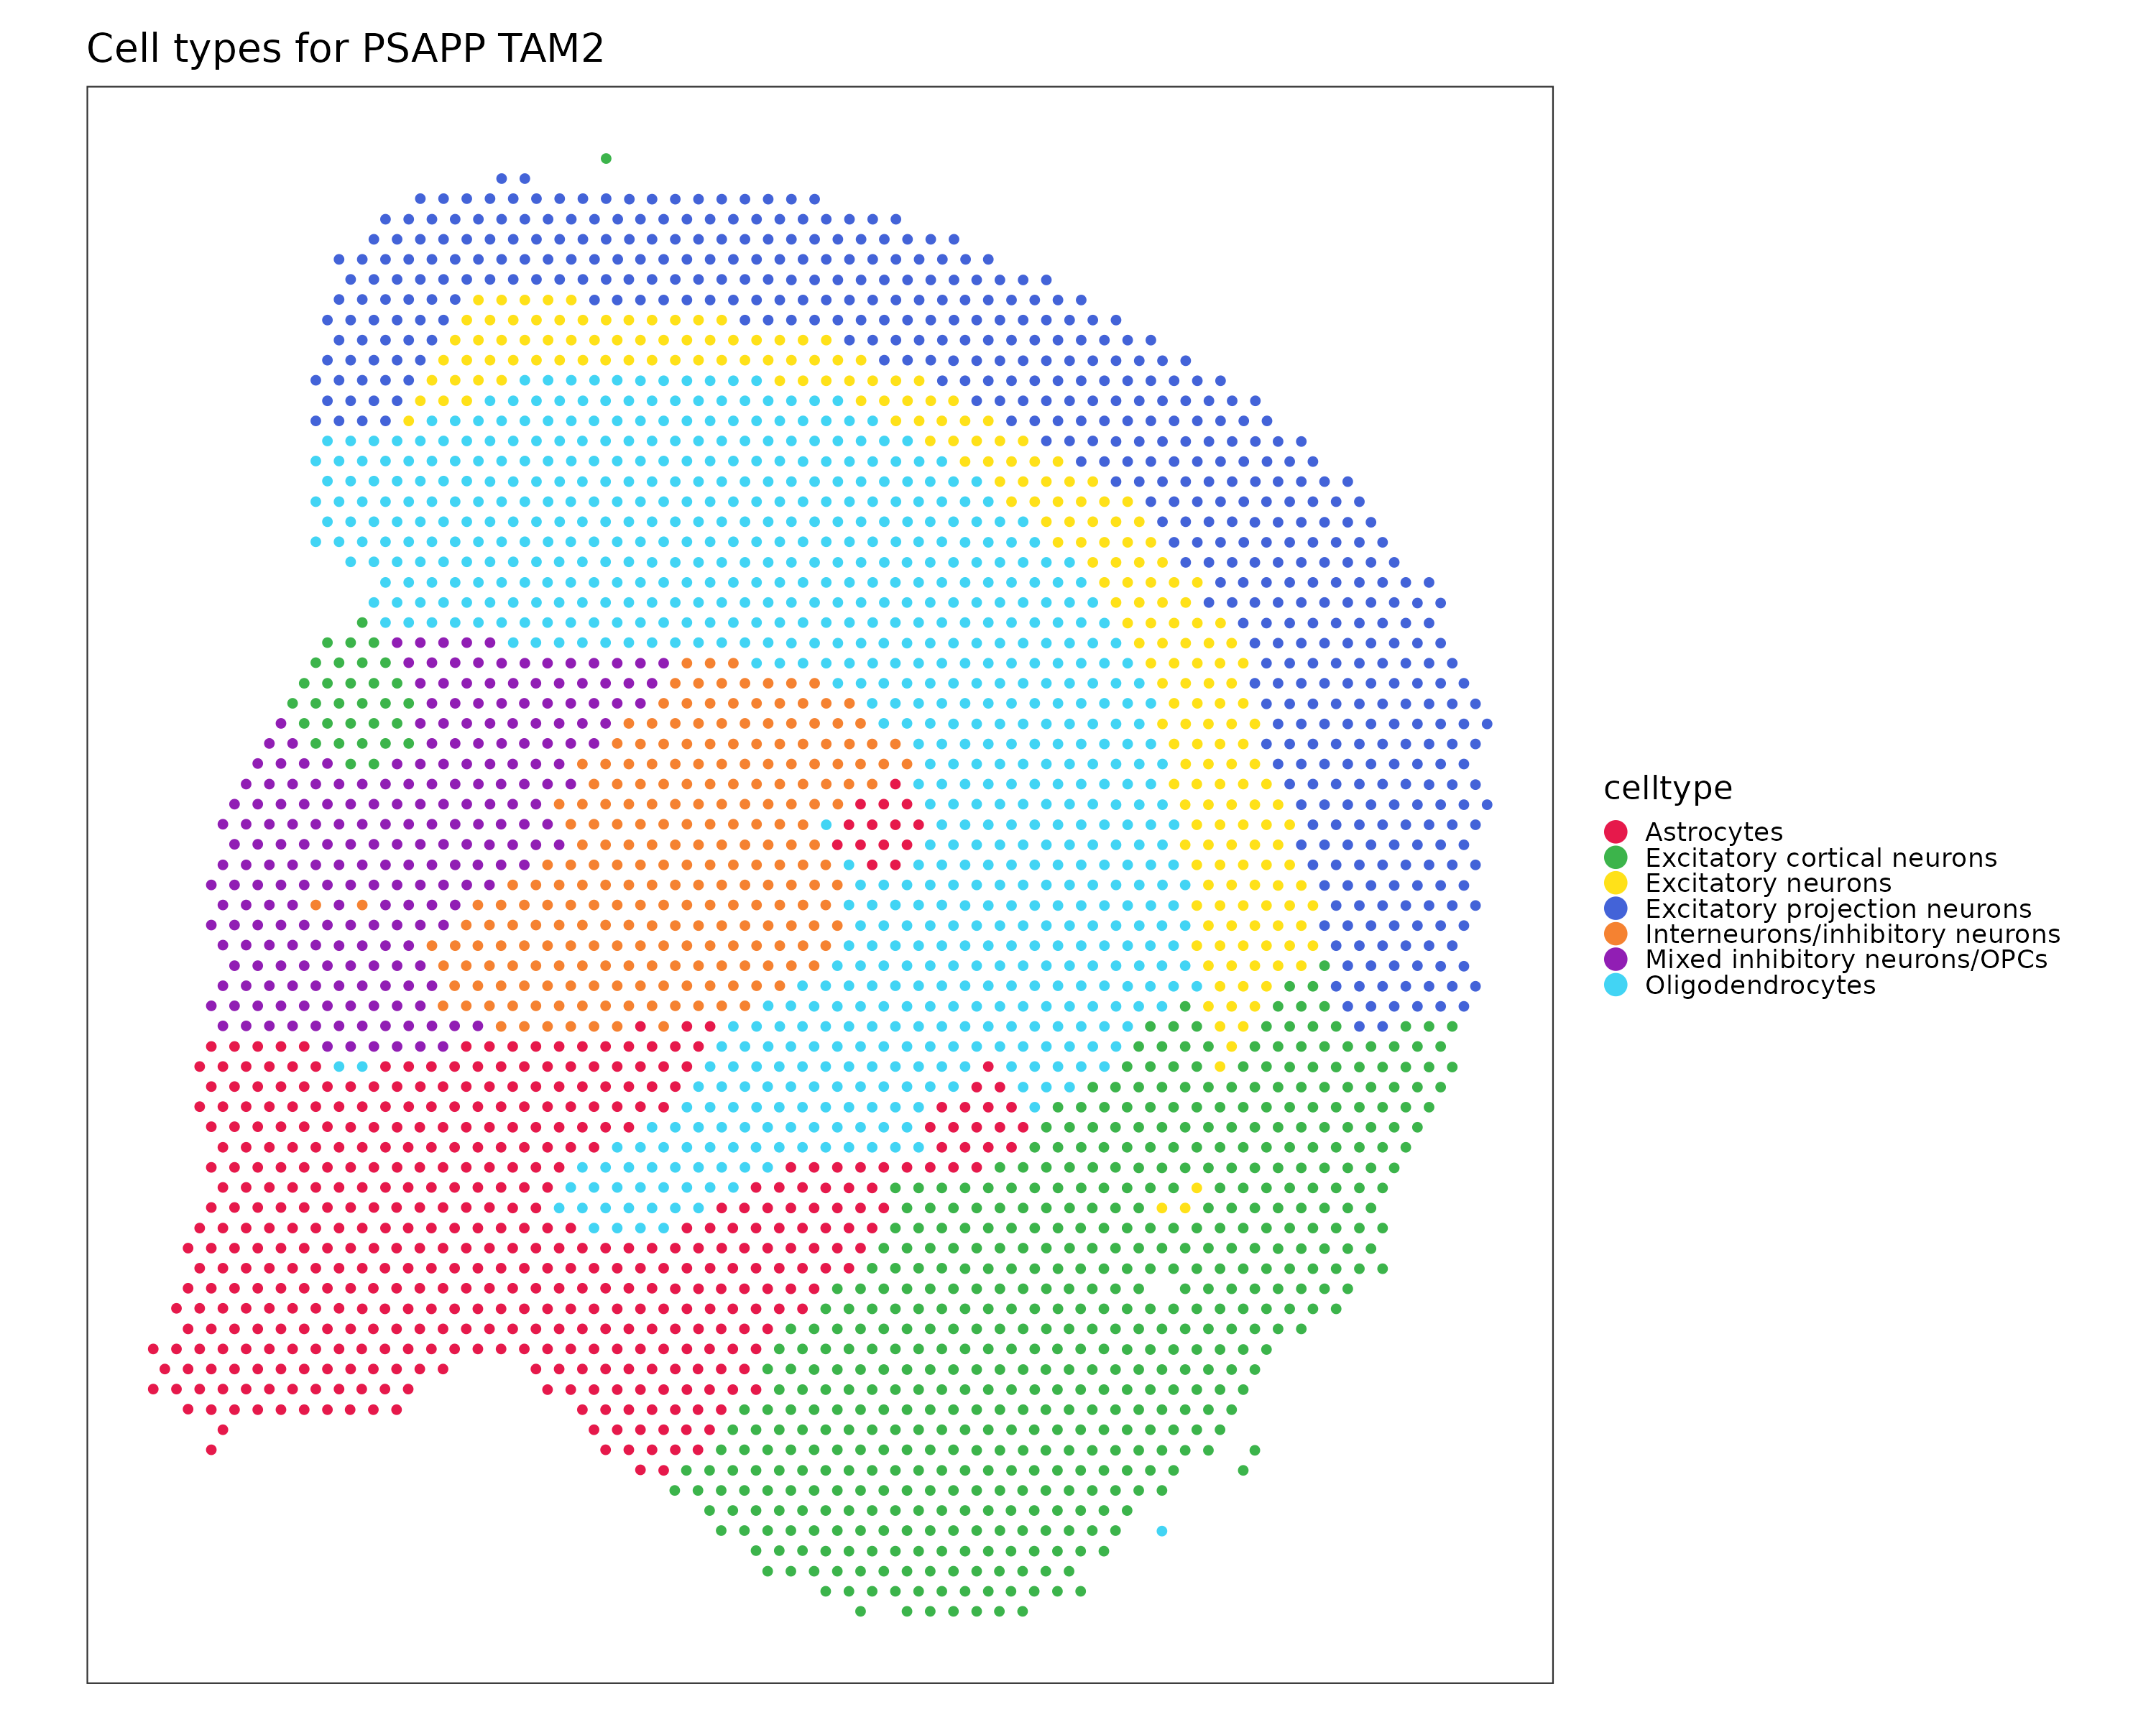 Cell types for PSAPP TAM2
celltype
Astrocytes
Excitatory cortical neurons
Excitatory neurons
Excitatory projection neurons
Interneurons/inhibitory neurons
Mixed inhibitory neurons/OPCs
Oligodendrocytes